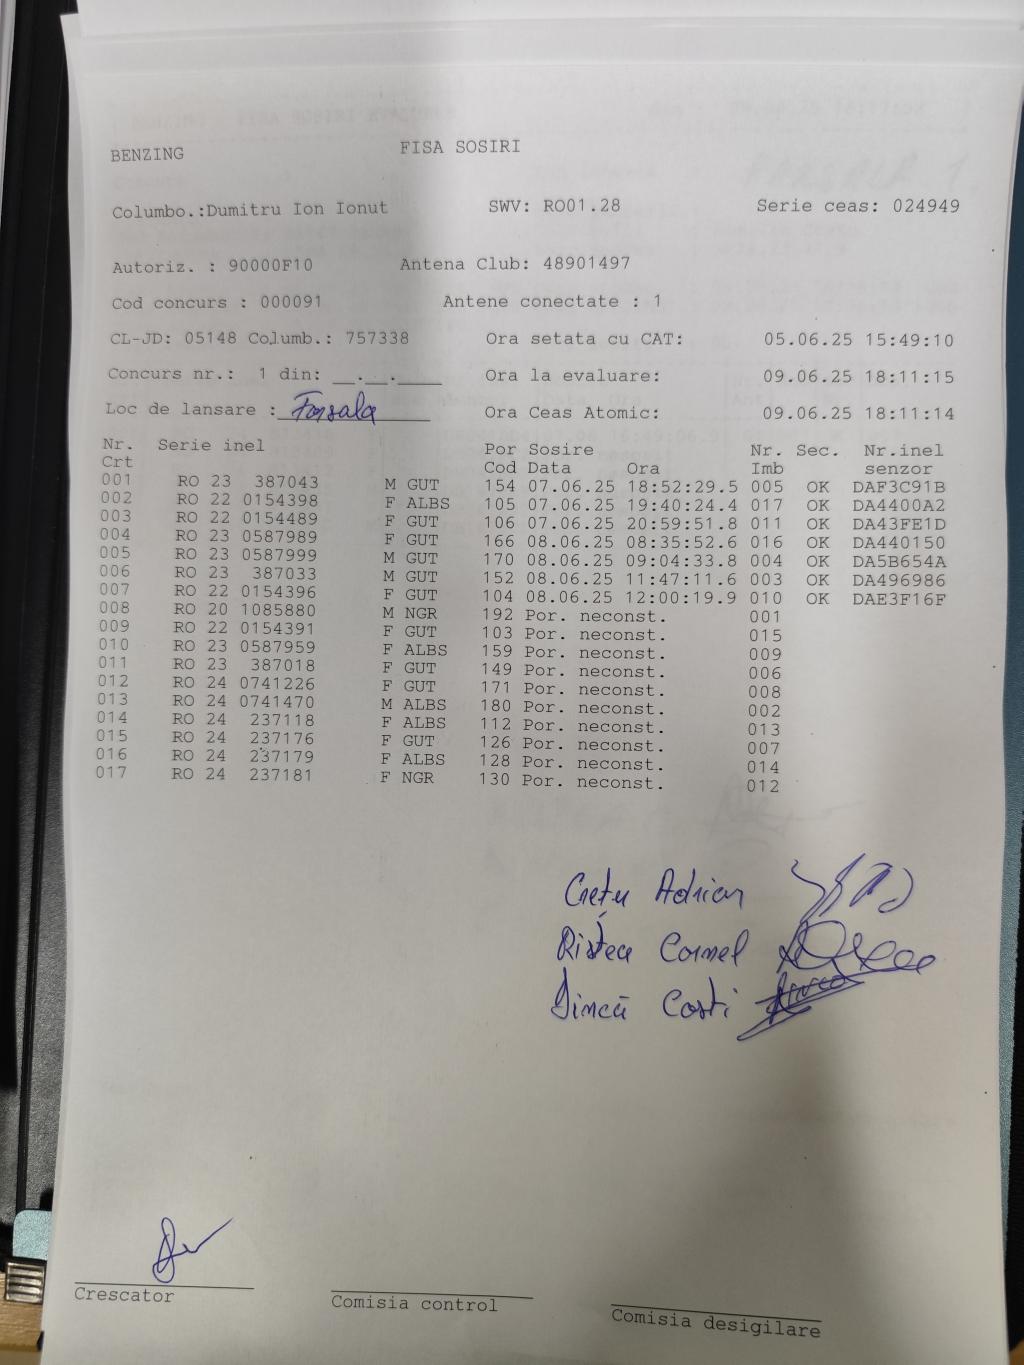 BENZING FISA SOSIRI
Columbo.:Dumitru Ion Ionut SWV: RO01.28 Serie ceas: 024949
Autoriz. : 90000F10 Antena Club: 48901497
Cod concurs : 000091 Antene conectate : 1
CL-JD: 05148 Columb.: 757338 Ora setata cu CAT: 05.06.25 15:49:10
Concurs nr.: 1 din: __.__.____ Ora la evaluare: 09.06.25 18:11:15
Loc de lansare : Farsala Ora Ceas Atomic: 09.06.25 18:11:14
Nr. Serie inel Por Sosire Nr. Sec. Nr.inel
Crt Cod Data Ora Imb senzor
001 RO 23 387043 M GUT 154 07.06.25 18:52:29.5 005 OK DAF3C91B
002 RO 22 0154398 F ALBS 105 07.06.25 19:40:24.4 017 OK DA4400A2
003 RO 22 0154489 F GUT 106 07.06.25 20:59:51.8 011 OK DA43FE1D
004 RO 23 0587989 F GUT 166 08.06.25 08:35:52.6 016 OK DA440150
005 RO 23 0587999 M GUT 170 08.06.25 09:04:33.8 004 OK DA5B654A
006 RO 23 387033 M GUT 152 08.06.25 11:47:11.6 003 OK DA496986
007 RO 22 0154396 F GUT 104 08.06.25 12:00:19.9 010 OK DAE3F16F
008 RO 20 1085880 M NGR 192 Por. neconst. 001
009 RO 22 0154391 F GUT 103 Por. neconst. 015
010 RO 23 0587959 F ALBS 159 Por. neconst. 009
011 RO 23 387018 F GUT 149 Por. neconst. 006
012 RO 24 0741226 F GUT 171 Por. neconst. 008
013 RO 24 0741470 M ALBS 180 Por. neconst. 002
014 RO 24 237118 F ALBS 112 Por. neconst. 013
015 RO 24 237176 F GUT 126 Por. neconst. 007
016 RO 24 237179 F ALBS 128 Por. neconst. 014
017 RO 24 237181 F NGR 130 Por. neconst. 012
Crețu Adrian
Ristea Cornel
Dincă Costi
Crescator
Comisia control
Comisia desigilare